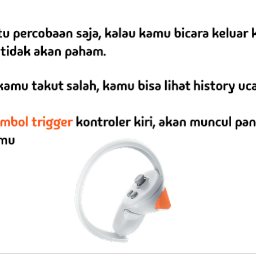 tu percobaan saja, kalau kamu bicara keluar k
tidak akan paham.
kamu takut salah, kamu bisa lihat history uca
mbol trigger kontroler kiri, akan muncul pan
mu